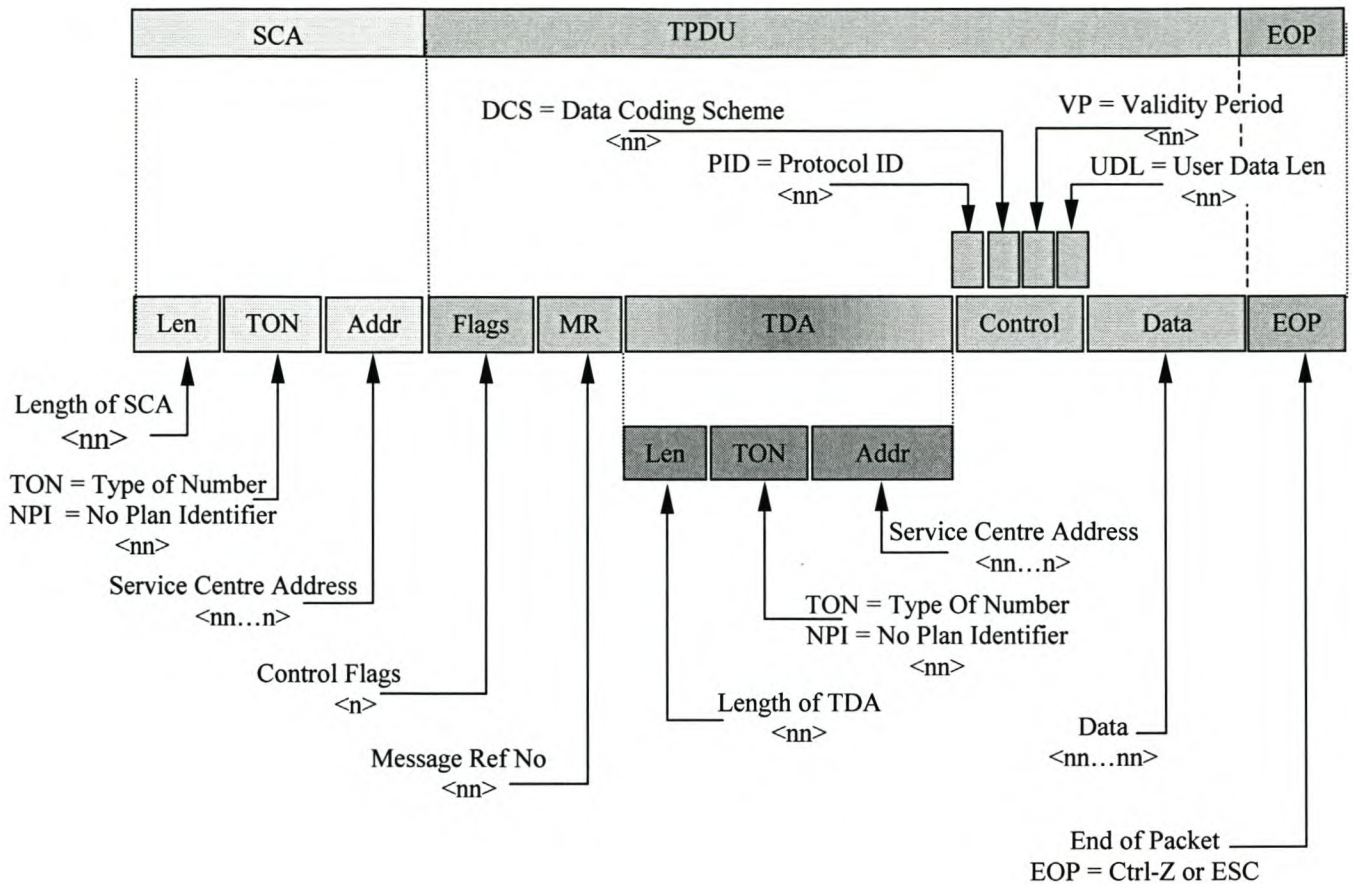 SCA TPDU EOP
DCS = Data Coding Scheme
<nn>
VP = Validity Period
<nn>
PID = Protocol ID
<nn>
UDL = User Data Len
<nn>
Len TON Addr Flags MR TDA Control Data EOP
Length of SCA
<nn>
Len TON Addr
TON = Type of Number
NPI = No Plan Identifier
<nn>
Service Centre Address
<nn...n>
Service Centre Address
<nn...n>
TON = Type Of Number
NPI = No Plan Identifier
<nn>
Control Flags
<n>
Length of TDA
<nn>
Data
<nn...nn>
Message Ref No
<nn>
End of Packet
EOP = Ctrl-Z or ESC